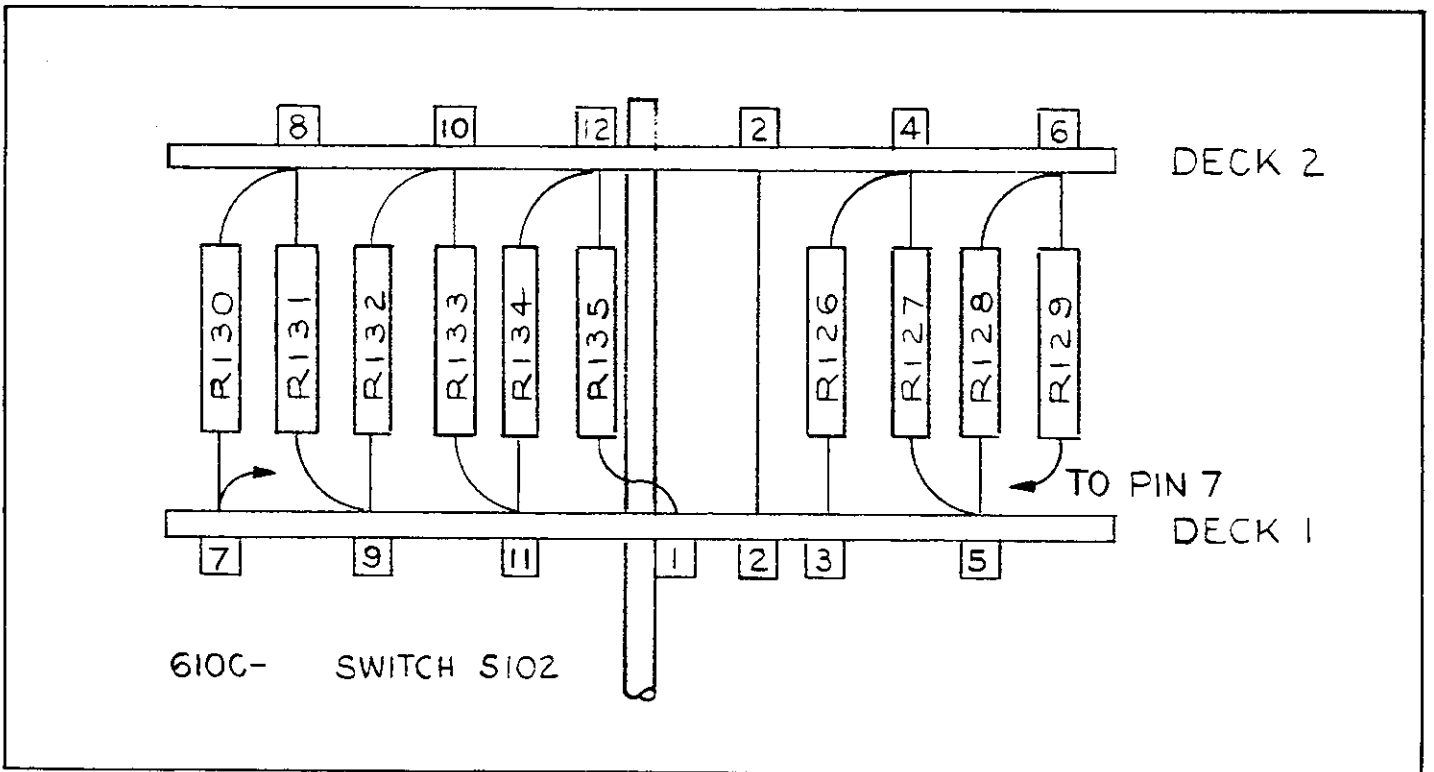 8 10 12 2 4 6
DECK 2
R130 R131 R132 R133 R134 R135 R126 R127 R128 R129
TO PIN 7
DECK 1
7 9 11 1 2 3 5
610C- SWITCH S102